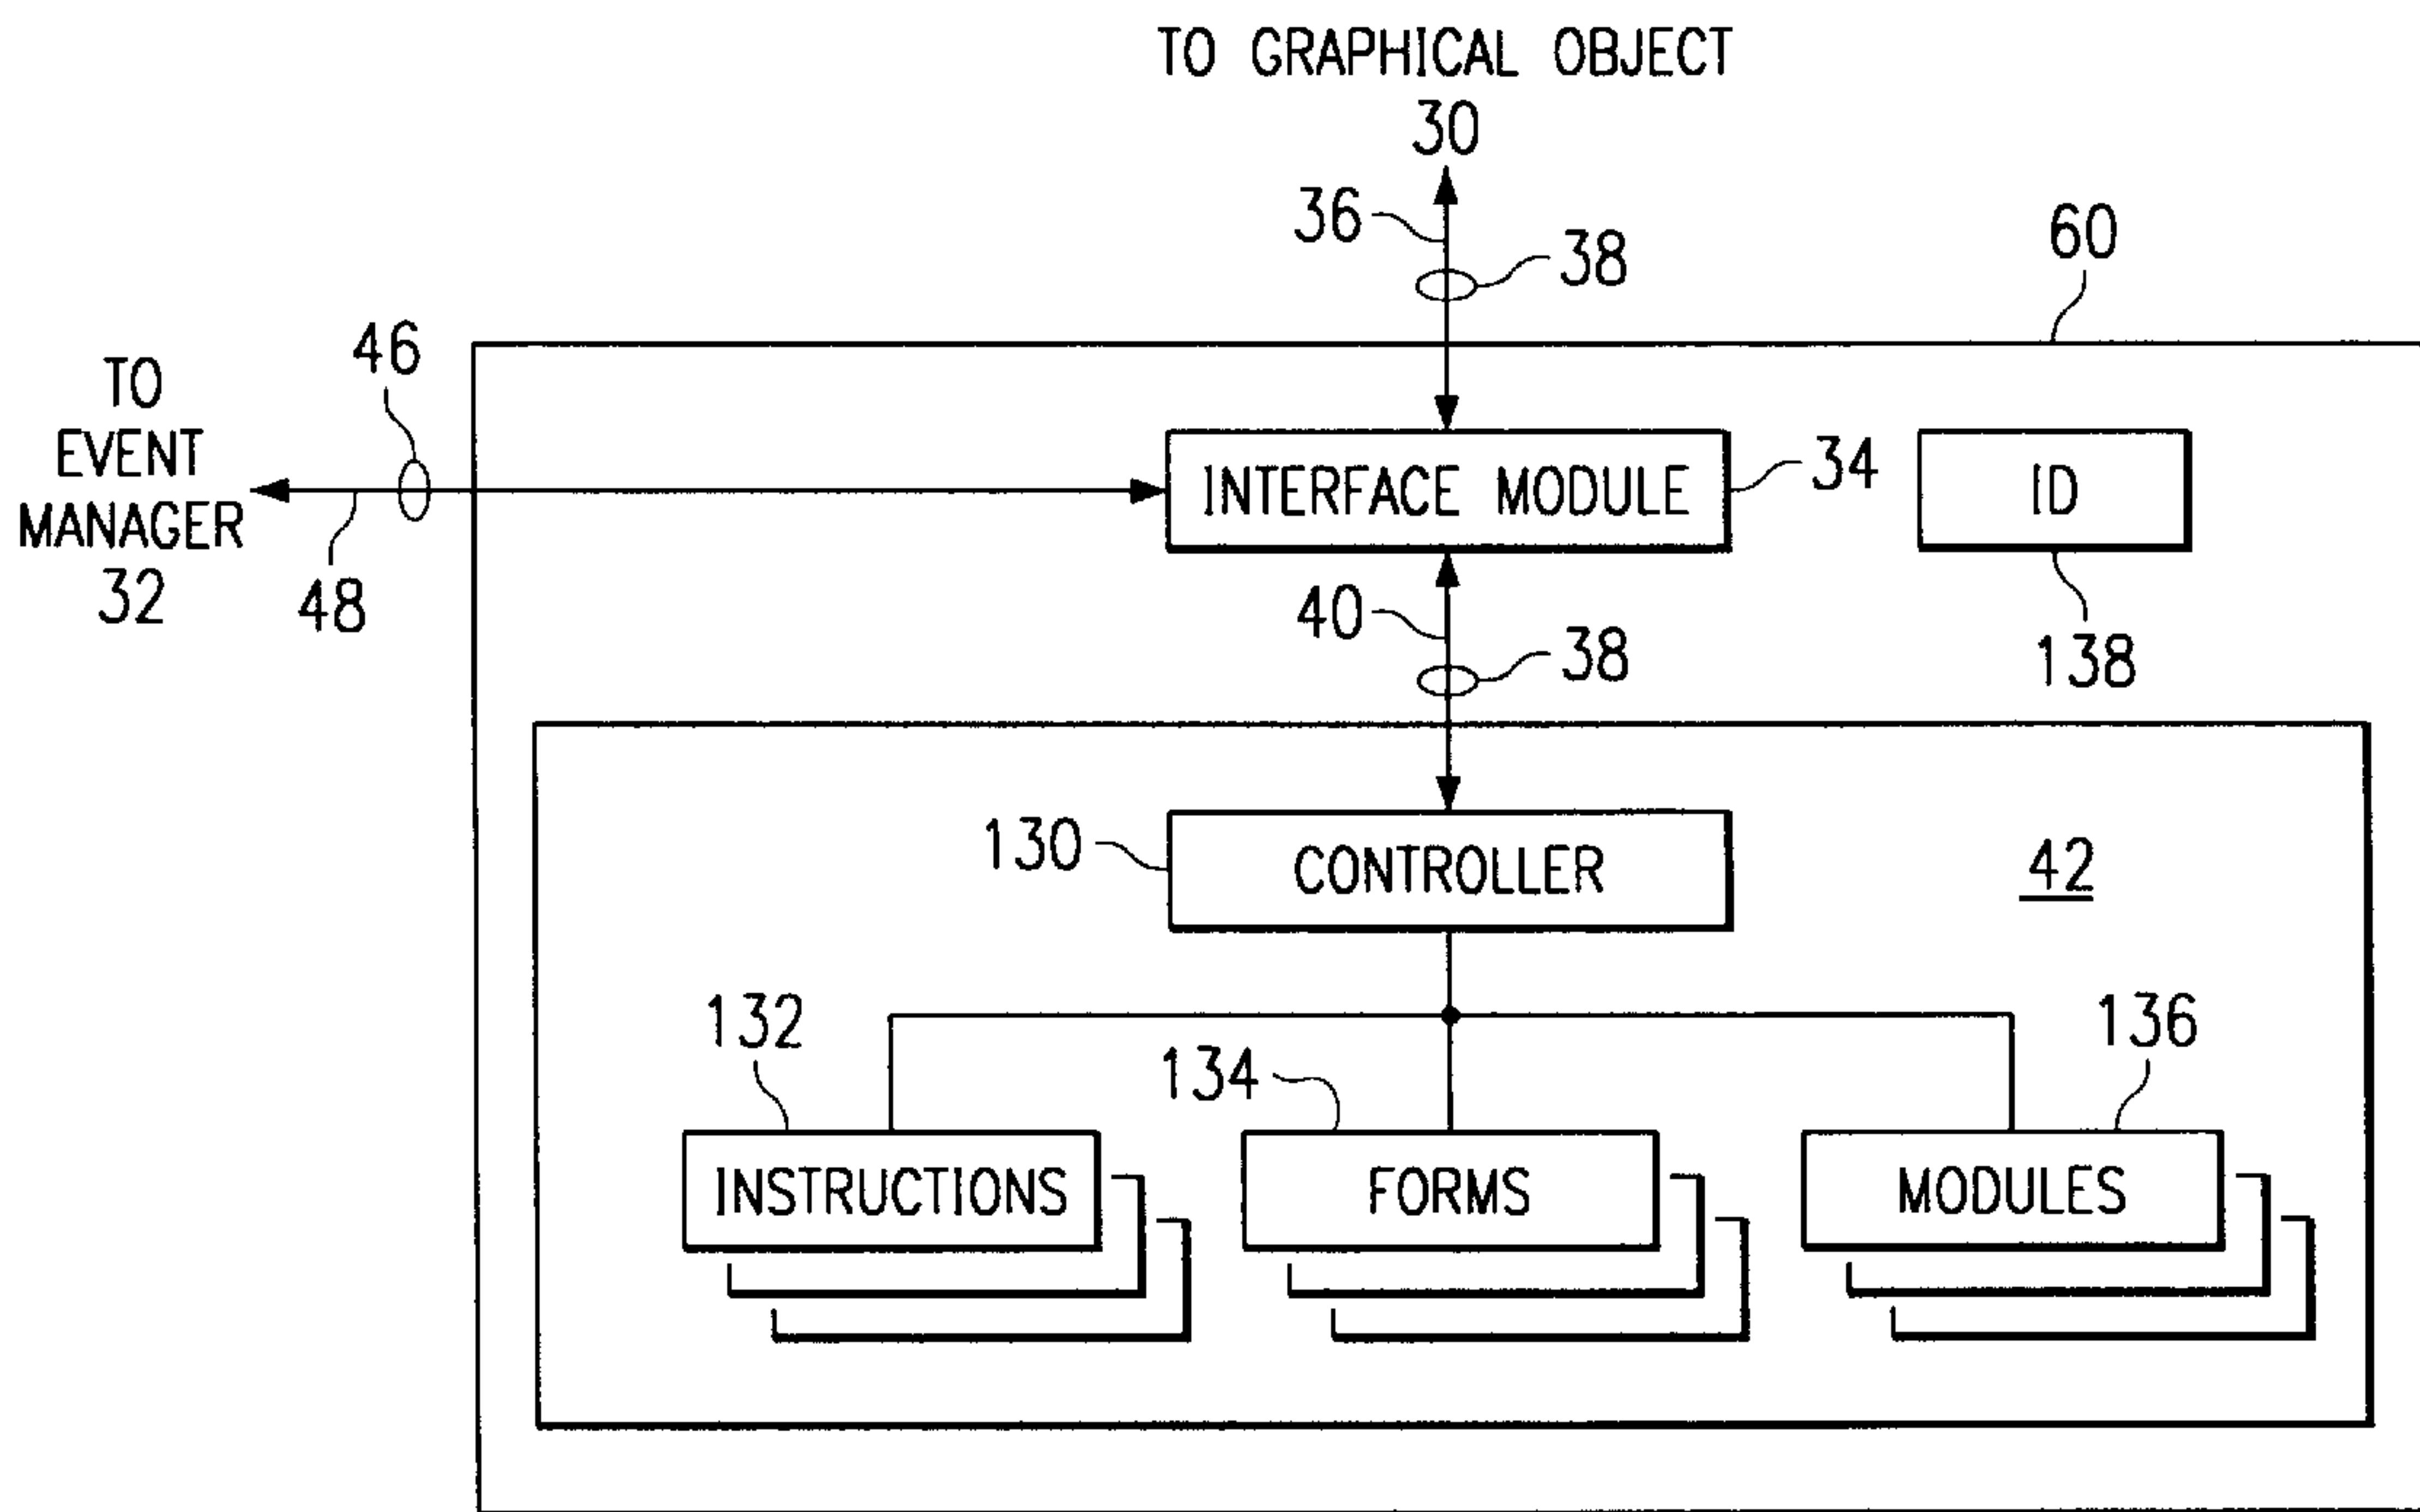 TO GRAPHICAL OBJECT
30
36
38
60
46
TO
EVENT
MANAGER
32
48
INTERFACE MODULE
34
ID
138
40
38
130
CONTROLLER
42
132
134
136
INSTRUCTIONS
FORMS
MODULES